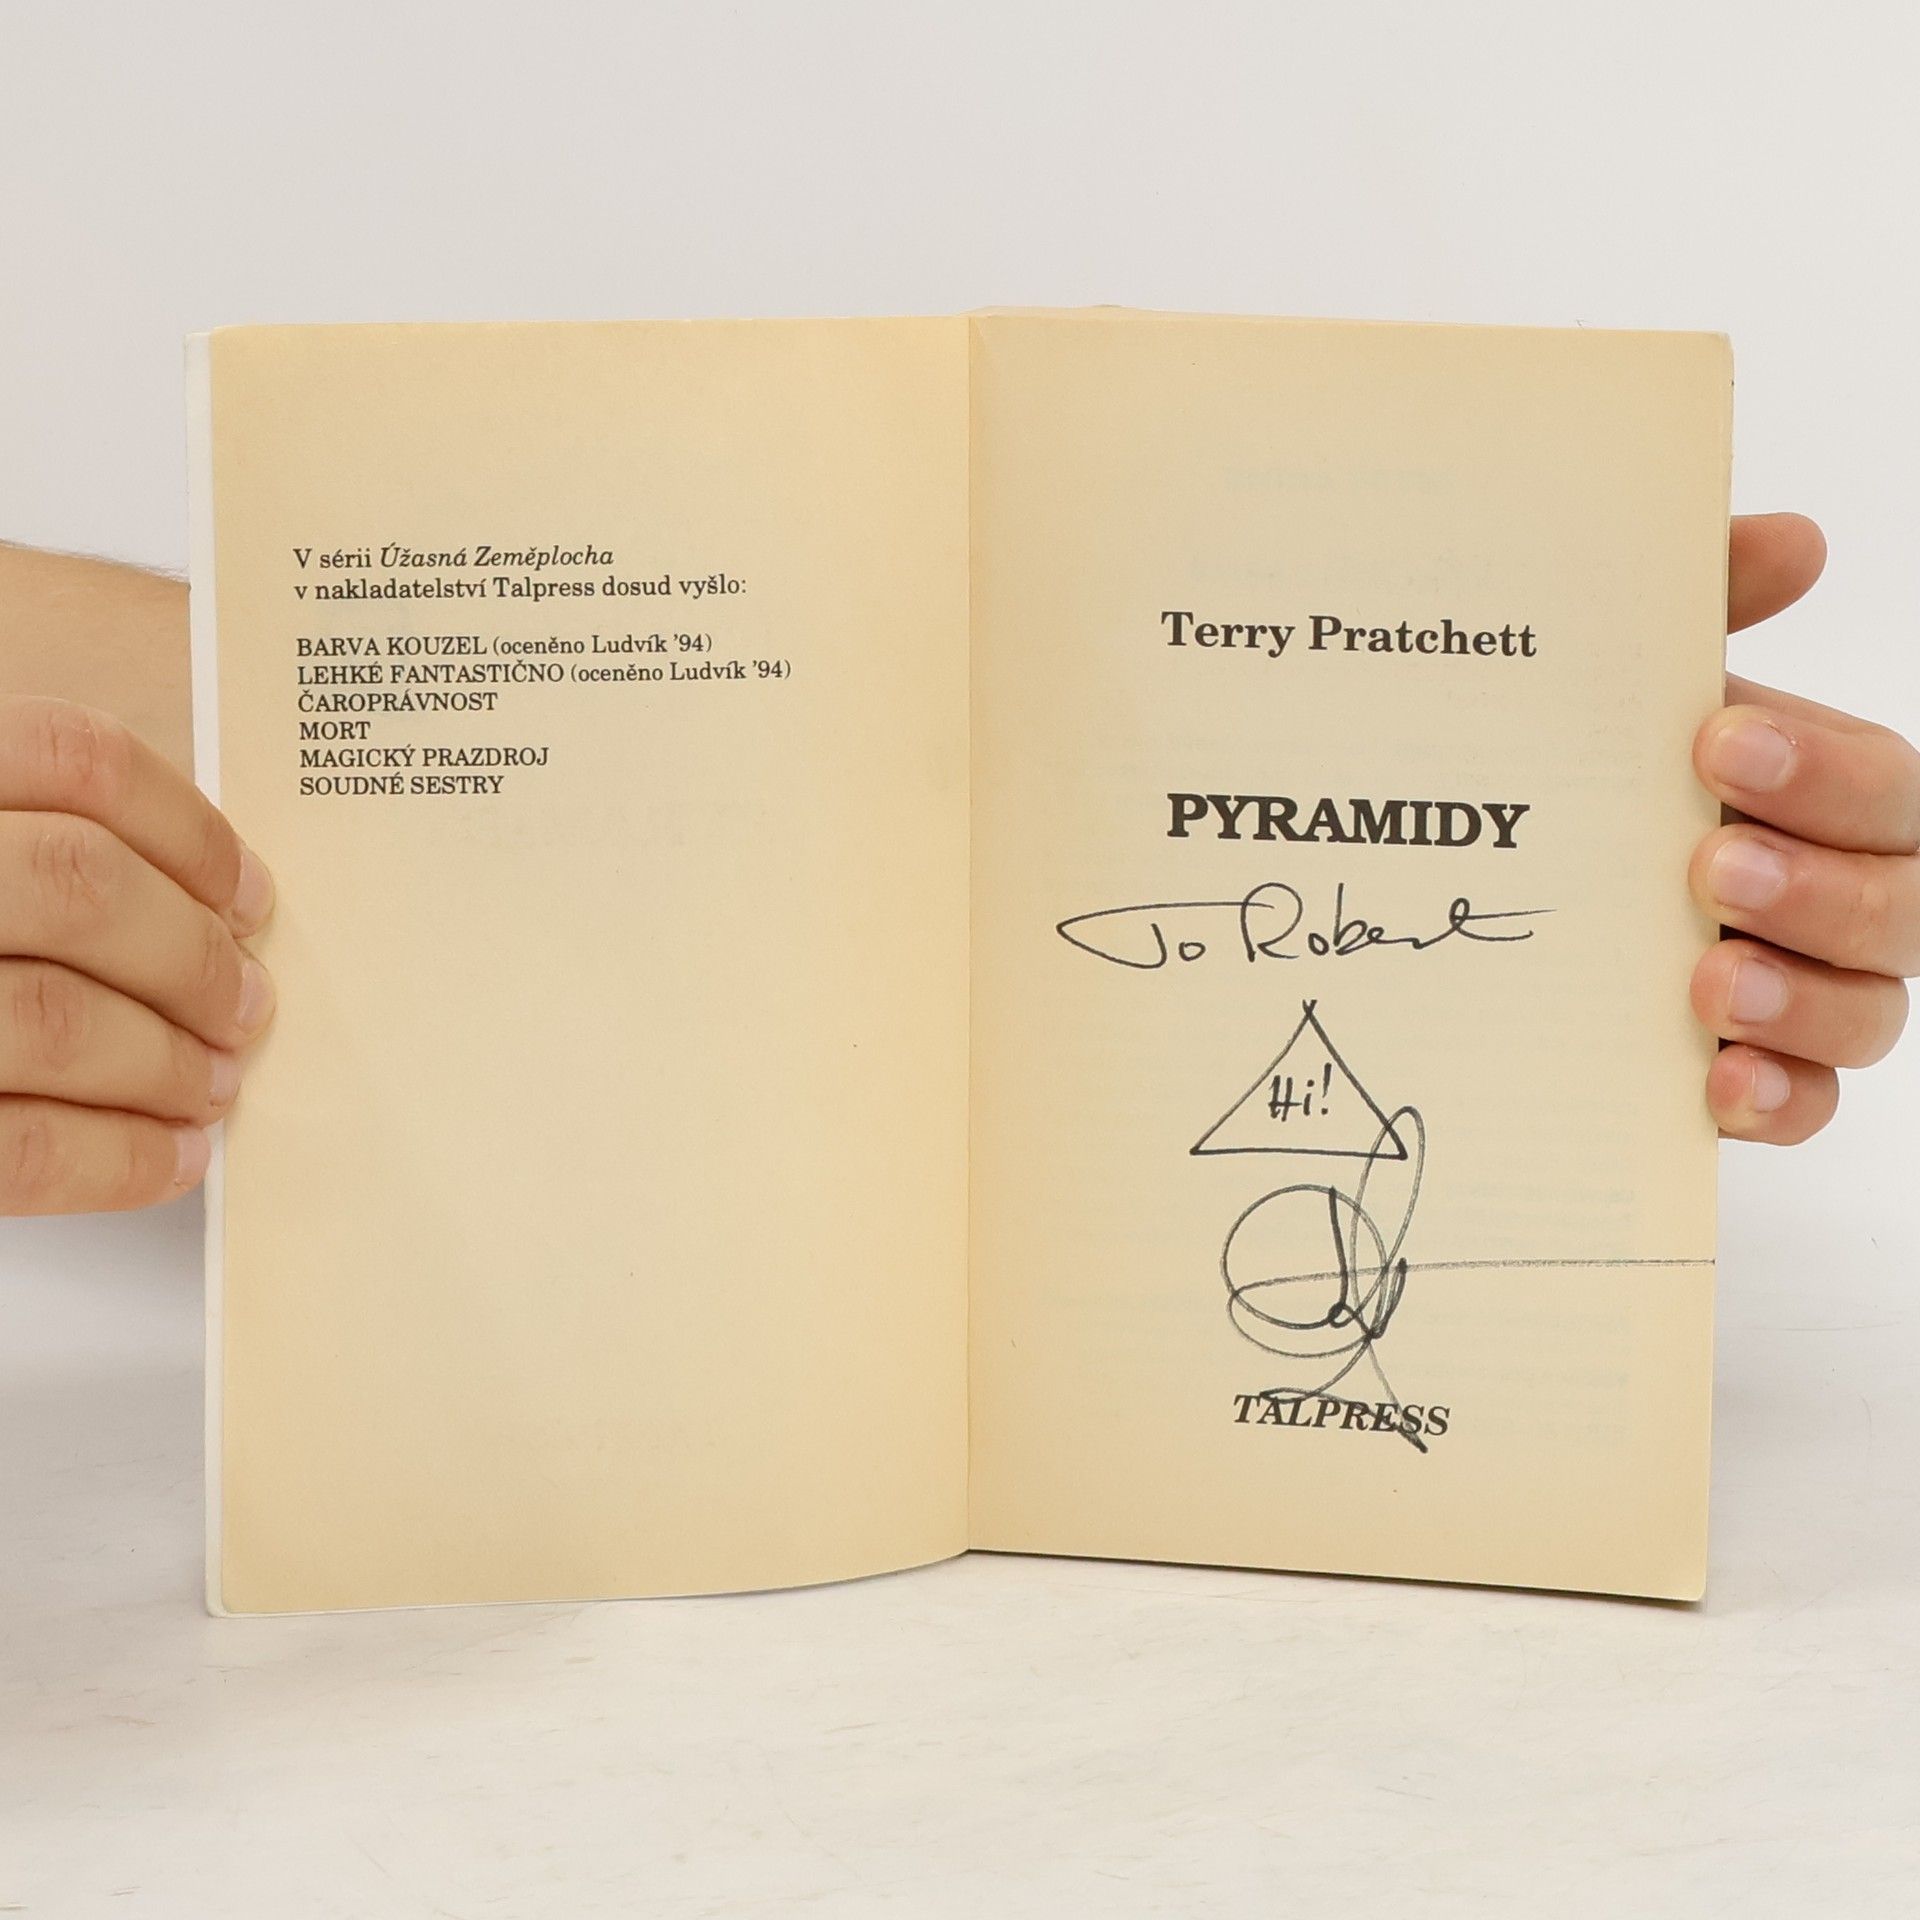 V sérii Úžasná Zeměplocha
v nakladatelství Talpress dosud vyšlo:
BARVA KOUZEL (oceněno Ludvík ’94)
LEHKÉ FANTASTIČNO (oceněno Ludvík ’94)
ČAROPRÁVNOST
MORT
MAGICKÝ PRAZDROJ
SOUDNÉ SESTRY
Terry Pratchett
PYRAMIDY
To Robert
Hi!
TALPRESS